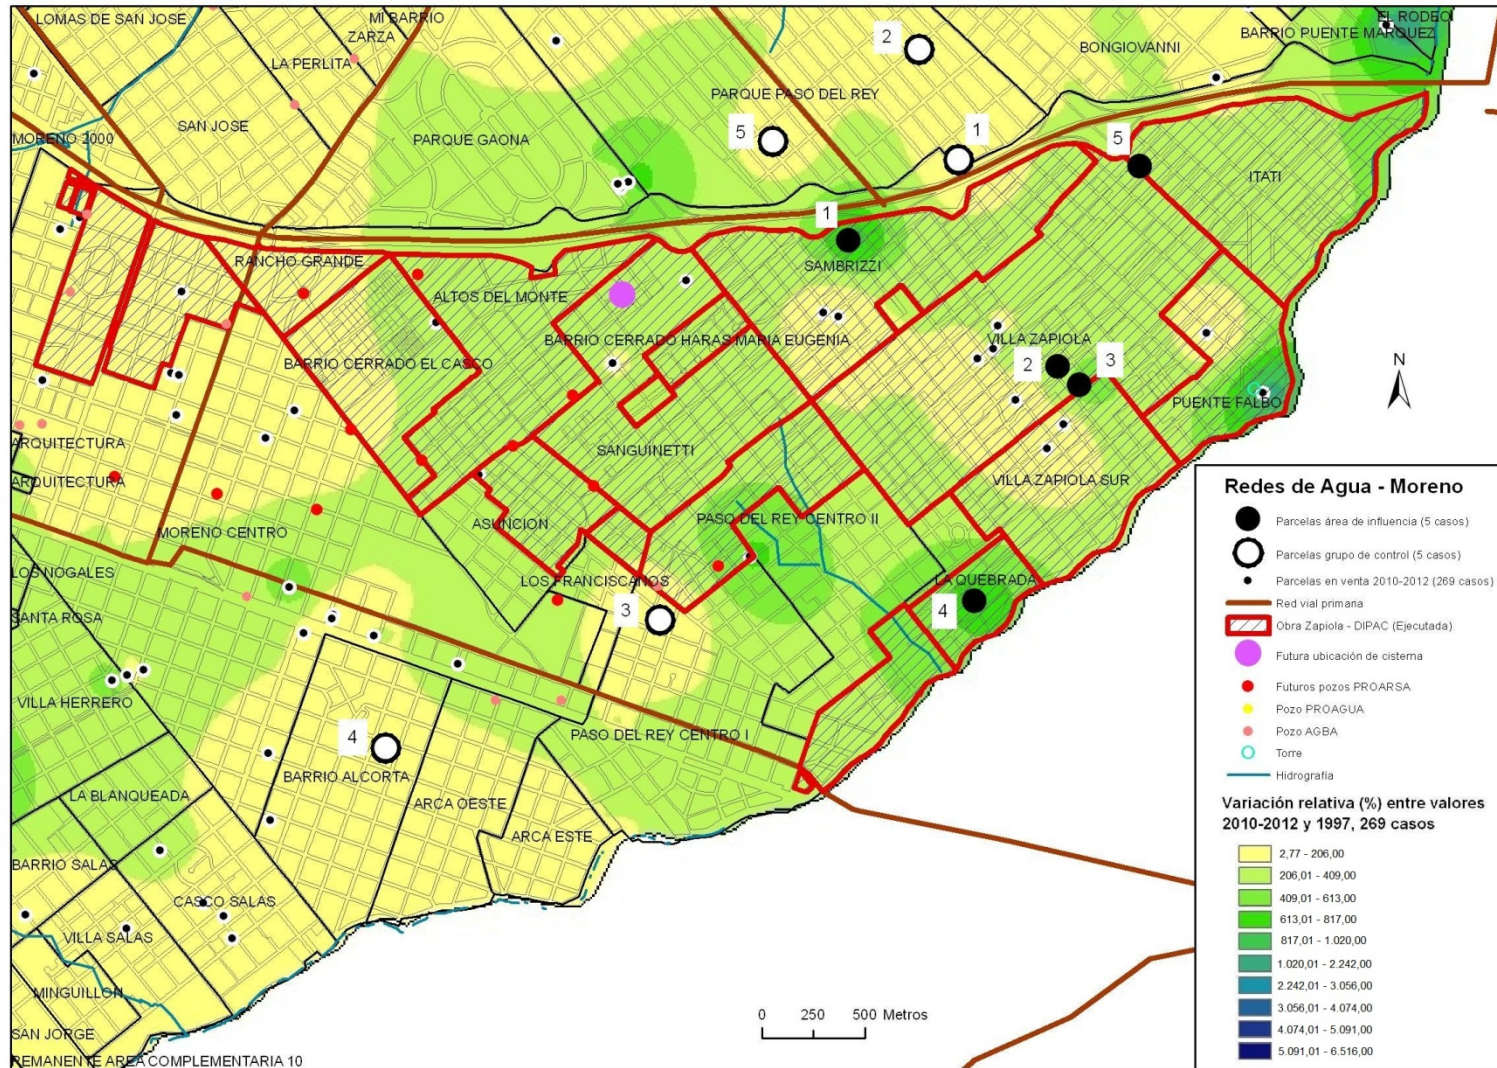 LOMAS DE SAN JOSE
MI BARRIO
ZARZA
LA PERLITA
2
BONGIOVANNI
EL RODEO
BARRIO PUENTE MARQUEZ
PARQUE PASO DEL REY
SAN JOSE
MORENO 2000
PARQUE GAONA
5
1
5
ITATI
1
RANCHO GRANDE
SAMBRIZZI
ALTOS DEL MONTE
BARRIO CERRADO HARAS MARIA EUGENIA
VILLA ZAPIOLA
BARRIO CERRADO EL CASCO
2
3
N
PUENTE FALBO
ARQUITECTURA
SANGUINETTI
ARQUITECTURA
VILLA ZAPIOLA SUR
ASUNCION
PASO DEL REY CENTRO II
MORENO CENTRO
LOS NOGALES
LOS FRANCISCANOS
LA QUEBRADA
SANTA ROSA
3
4
VILLA HERRERO
4
PASO DEL REY CENTRO I
BARRIO ALCORTA
LA BLANQUEADA
ARCA OESTE
ARCA ESTE
BARRIO SALAS
CASCO SALAS
VILLA SALAS
MINGUILLON
SAN JORGE
REMANENTE AREA COMPLEMENTARIA 10
0 250 500 Metros
Redes de Agua - Moreno
Parcelas área de influencia (5 casos)
Parcelas grupo de control (5 casos)
Parcelas en venta 2010-2012 (269 casos)
Red vial primaria
Obra Zapiola - DIPAC (Ejecutada)
Futura ubicación de cisterna
Futuros pozos PROARSA
Pozo PROAGUA
Pozo AGBA
Torre
Hidrografia
Variación relativa (%) entre valores
2010-2012 y 1997, 269 casos
2,77 - 206,00
206,01 - 409,00
409,01 - 613,00
613,01 - 817,00
817,01 - 1.020,00
1.020,01 - 2.242,00
2.242,01 - 3.056,00
3.056,01 - 4.074,00
4.074,01 - 5.091,00
5.091,01 - 6.516,00